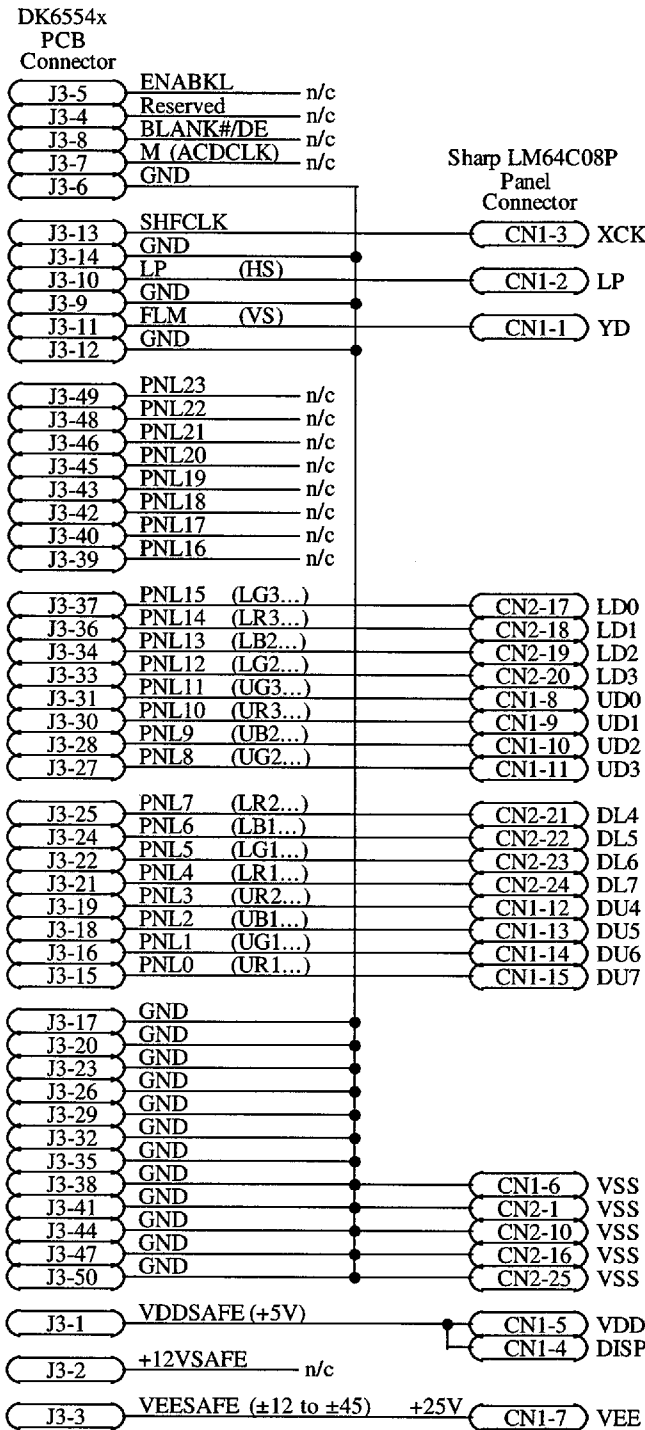 DK6554x
PCB
Connector
J3-5 ENABKL n/c
J3-4 Reserved n/c
J3-8 BLANK#/DE n/c
J3-7 M (ACDCLK) n/c
J3-6 GND
Sharp LM64C08P
Panel
Connector
J3-13 SHFCLK CN1-3 XCK
J3-14 GND
J3-10 LP (HS) CN1-2 LP
J3-9 GND
J3-11 FLM (VS) CN1-1 YD
J3-12 GND
J3-49 PNL23 n/c
J3-48 PNL22 n/c
J3-46 PNL21 n/c
J3-45 PNL20 n/c
J3-43 PNL19 n/c
J3-42 PNL18 n/c
J3-40 PNL17 n/c
J3-39 PNL16 n/c
J3-37 PNL15 (LG3...) CN2-17 LD0
J3-36 PNL14 (LR3...) CN2-18 LD1
J3-34 PNL13 (LB2...) CN2-19 LD2
J3-33 PNL12 (LG2...) CN2-20 LD3
J3-31 PNL11 (UG3...) CN1-8 UD0
J3-30 PNL10 (UR3...) CN1-9 UD1
J3-28 PNL9 (UB2...) CN1-10 UD2
J3-27 PNL8 (UG2...) CN1-11 UD3
J3-25 PNL7 (LR2...) CN2-21 DL4
J3-24 PNL6 (LB1...) CN2-22 DL5
J3-22 PNL5 (LG1...) CN2-23 DL6
J3-21 PNL4 (LR1...) CN2-24 DL7
J3-19 PNL3 (UR2...) CN1-12 DU4
J3-18 PNL2 (UB1...) CN1-13 DU5
J3-16 PNL1 (UG1...) CN1-14 DU6
J3-15 PNL0 (UR1...) CN1-15 DU7
J3-17 GND
J3-20 GND
J3-23 GND
J3-26 GND
J3-29 GND
J3-32 GND
J3-35 GND
J3-38 GND CN1-6 VSS
J3-41 GND CN2-1 VSS
J3-44 GND CN2-10 VSS
J3-47 GND CN2-16 VSS
J3-50 GND CN2-25 VSS
J3-1 VDDSAFE (+5V) CN1-5 VDD
CN1-4 DISP
J3-2 +12VSAFE n/c
J3-3 VEESAFE (±12 to ±45) +25V CN1-7 VEE